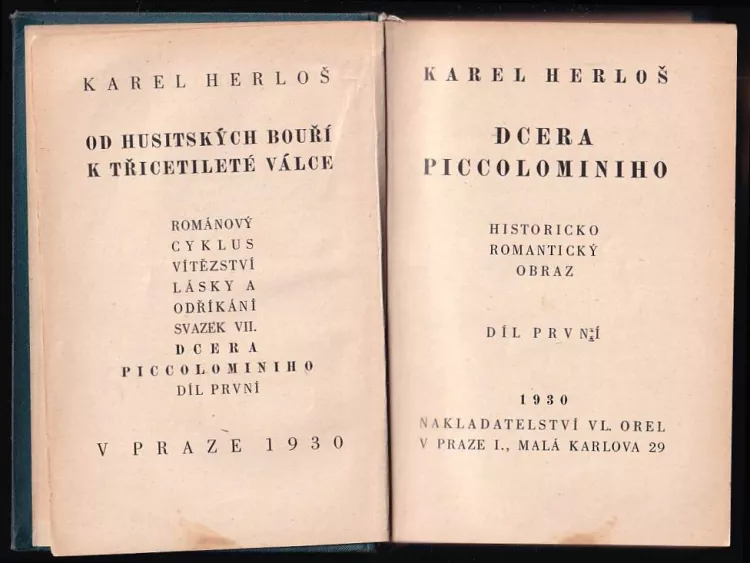 KAREL HERLOŠ
OD HUSITSKÝCH BOUŘÍ
K TŘICETILETÉ VÁLCE
ROMÁNOVÝ
CYKLUS
VÍTĚZSTVÍ
LÁSKY A
ODŘÍKÁNÍ
SVAZEK VII.
DCERA
PICCOLOMINIHO
DÍL PRVNÍ
V PRAZE 1930
KAREL HERLOŠ
DCERA
PICCOLOMINIHO
HISTORICKO
ROMANTICKÝ
OBRAZ
DÍL PRVNÍ
1930
NAKLADATELSTVÍ VL. OREL
V PRAZE I., MALÁ KARLOVA 29